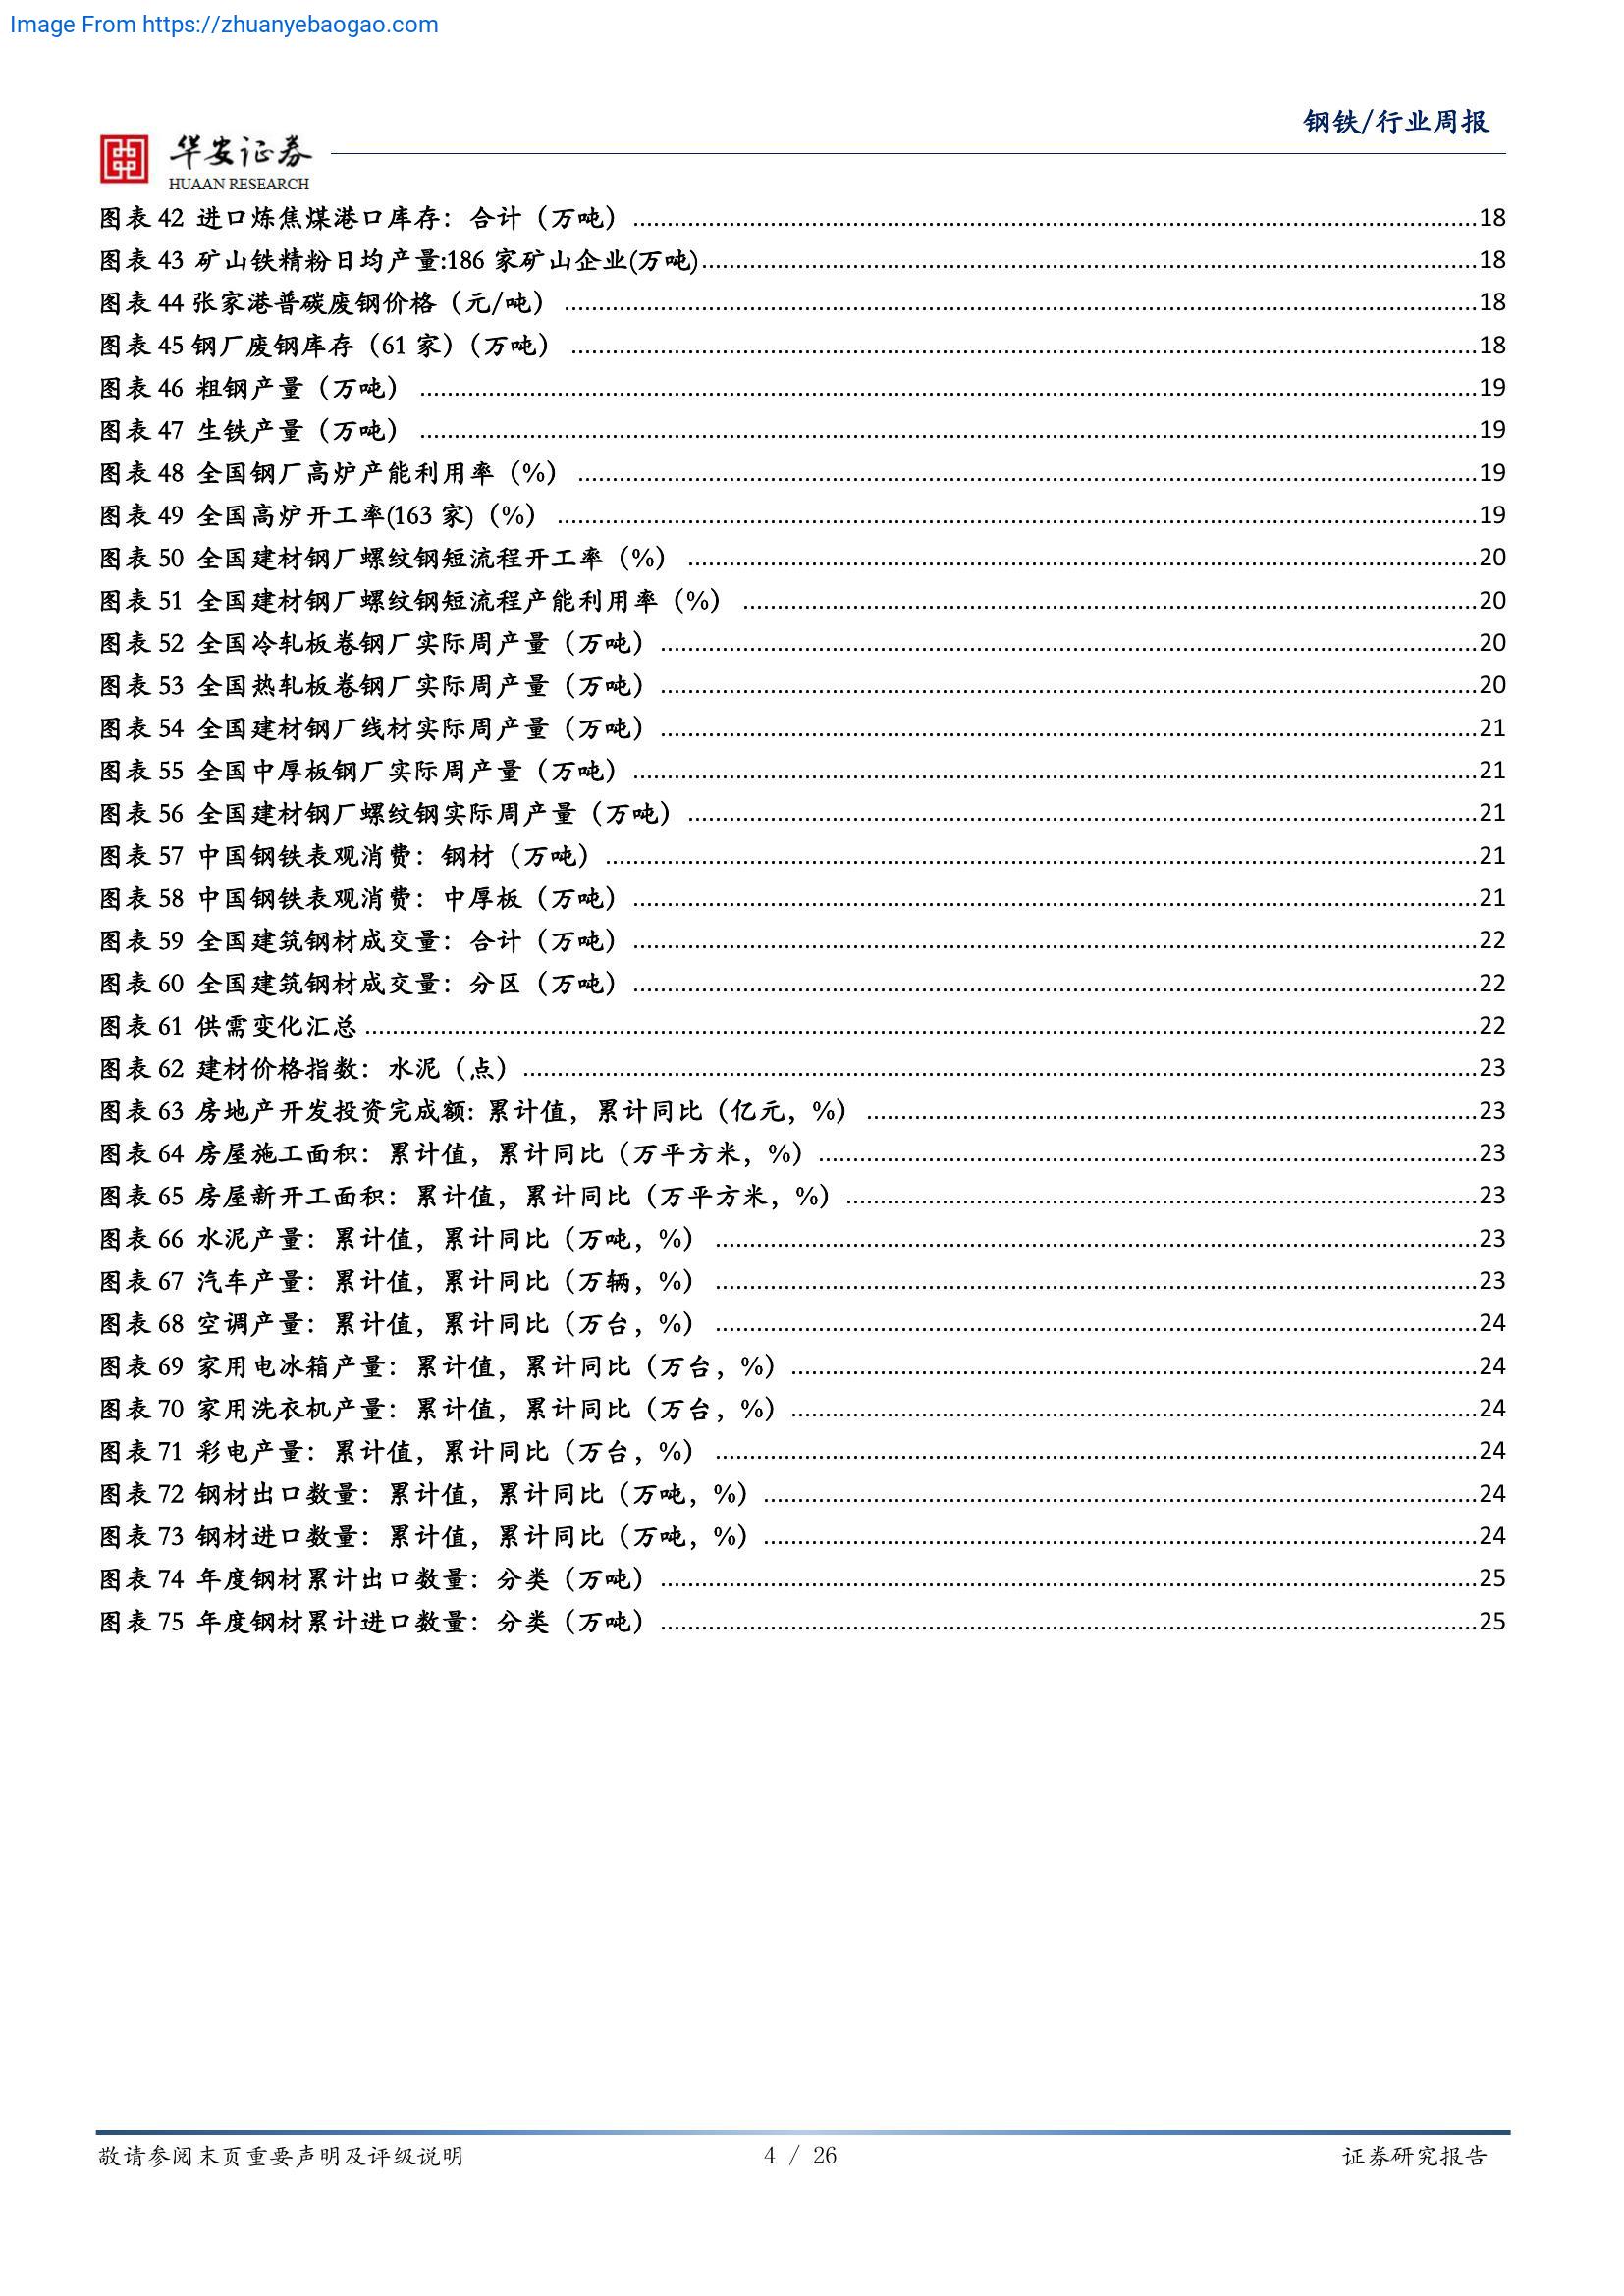 Image From https://zhuanyebaogao.com
钢铁/行业周报
华安证券
HUAAN RESEARCH
图表 42 进口炼焦煤港口库存：合计（万吨）..........18
图表 43 矿山铁精粉日均产量:186 家矿山企业(万吨)..........18
图表 44 张家港普碳废钢价格（元/吨）..........18
图表 45 钢厂废钢库存（61 家）（万吨）..........18
图表 46 粗钢产量（万吨）..........19
图表 47 生铁产量（万吨）..........19
图表 48 全国钢厂高炉产能利用率（%）..........19
图表 49 全国高炉开工率(163 家)（%）..........19
图表 50 全国建材钢厂螺纹钢短流程开工率（%）..........20
图表 51 全国建材钢厂螺纹钢短流程产能利用率（%）..........20
图表 52 全国冷轧板卷钢厂实际周产量（万吨）..........20
图表 53 全国热轧板卷钢厂实际周产量（万吨）..........20
图表 54 全国建材钢厂线材实际周产量（万吨）..........21
图表 55 全国中厚板钢厂实际周产量（万吨）..........21
图表 56 全国建材钢厂螺纹钢实际周产量（万吨）..........21
图表 57 中国钢铁表观消费：钢材（万吨）..........21
图表 58 中国钢铁表观消费：中厚板（万吨）..........21
图表 59 全国建筑钢材成交量：合计（万吨）..........22
图表 60 全国建筑钢材成交量：分区（万吨）..........22
图表 61 供需变化汇总..........22
图表 62 建材价格指数：水泥（点）..........23
图表 63 房地产开发投资完成额: 累计值，累计同比（亿元，%）..........23
图表 64 房屋施工面积：累计值，累计同比（万平方米，%）..........23
图表 65 房屋新开工面积：累计值，累计同比（万平方米，%）..........23
图表 66 水泥产量：累计值，累计同比（万吨，%）..........23
图表 67 汽车产量：累计值，累计同比（万辆，%）..........23
图表 68 空调产量：累计值，累计同比（万台，%）..........24
图表 69 家用电冰箱产量：累计值，累计同比（万台，%）..........24
图表 70 家用洗衣机产量：累计值，累计同比（万台，%）..........24
图表 71 彩电产量：累计值，累计同比（万台，%）..........24
图表 72 钢材出口数量：累计值，累计同比（万吨，%）..........24
图表 73 钢材进口数量：累计值，累计同比（万吨，%）..........24
图表 74 年度钢材累计出口数量：分类（万吨）..........25
图表 75 年度钢材累计进口数量：分类（万吨）..........25
敬请参阅末页重要声明及评级说明
4 / 26
证券研究报告